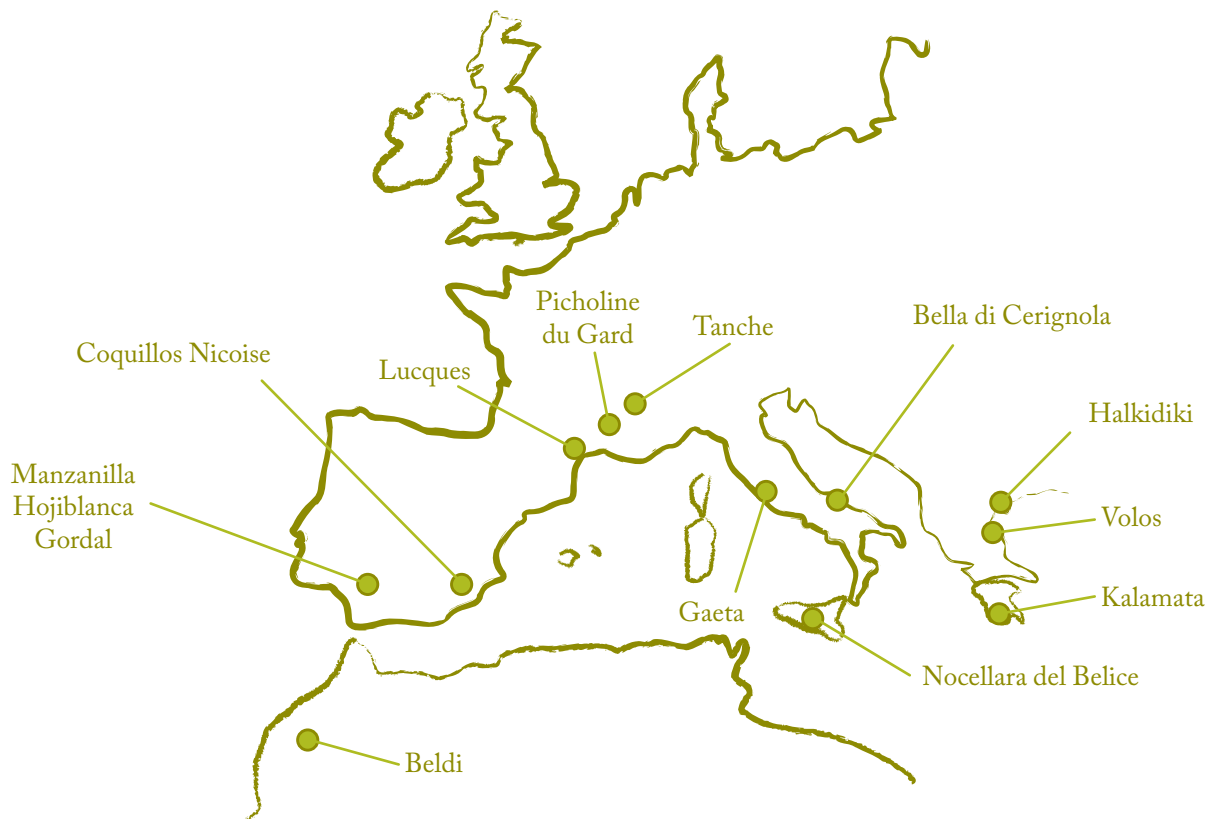 Picholine
du Gard
Tanche
Bella di Cerignola
Coquillos Nicoise
Lucques
Halkidiki
Manzanilla
Hojiblanca
Gordal
Volos
Gaeta
Kalamata
Nocellara del Belice
Beldi